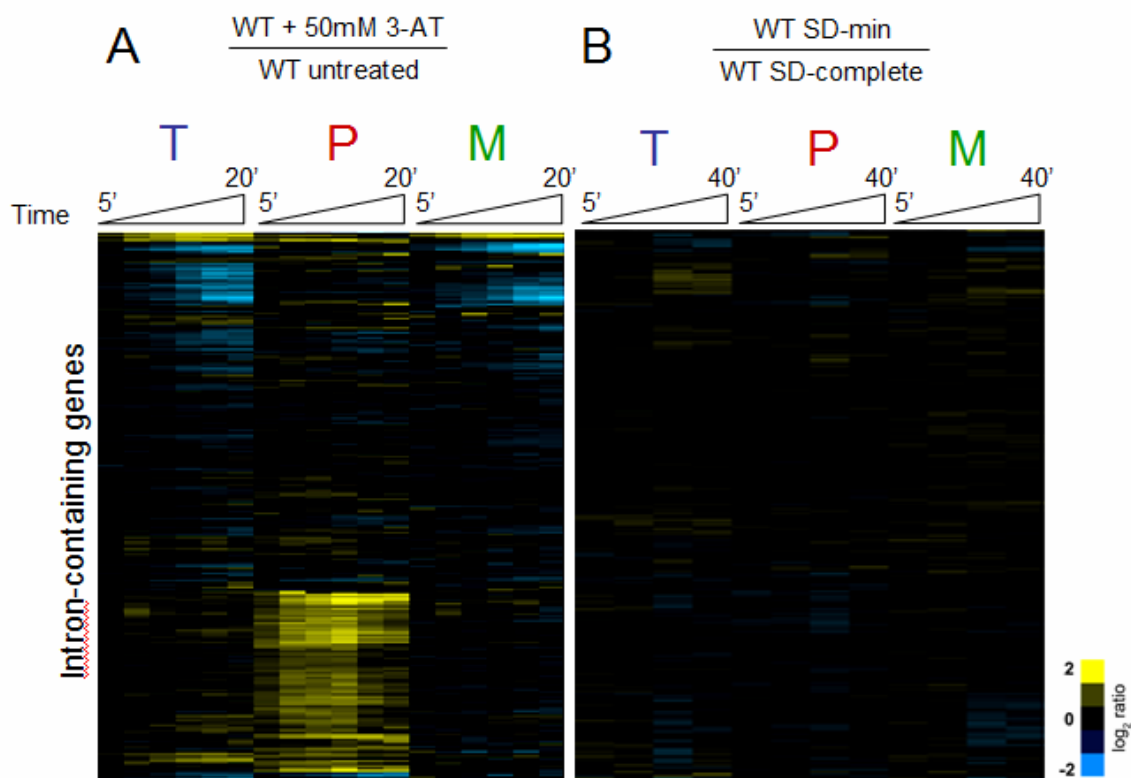 A
WT + 50mM 3-AT
WT untreated
B
WT SD-min
WT SD-complete
T P M
T P M
Time 5’ 20’ 5’ 20’ 5’ 20’
5’ 40’ 5’ 40’ 5’ 40’
Intron-containing genes
2
0
-2
log2 ratio